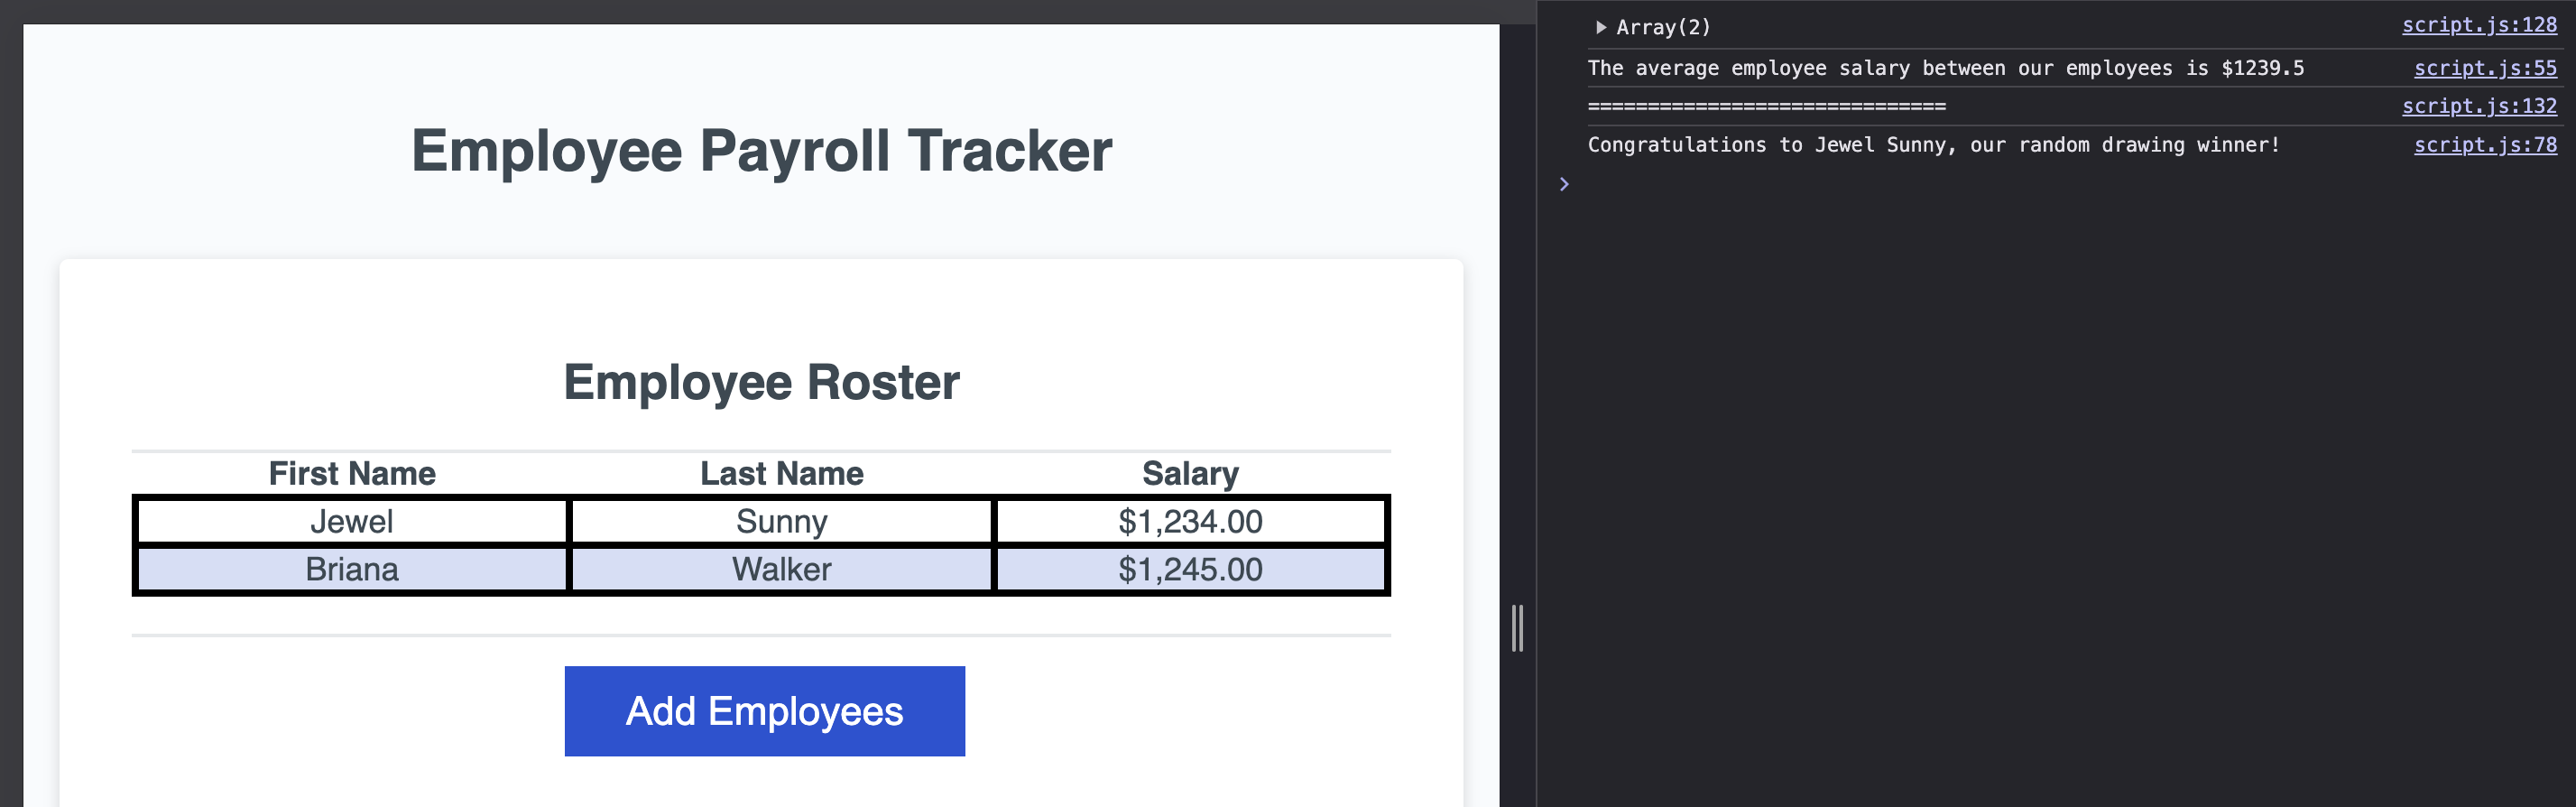 Employee Payroll Tracker
Employee Roster
First Name Last Name Salary
Jewel Sunny $1,234.00
Briana Walker $1,245.00
Add Employees
Array(2) script.js:128
The average employee salary between our employees is $1239.5 script.js:55
============================== script.js:132
Congratulations to Jewel Sunny, our random drawing winner! script.js:78